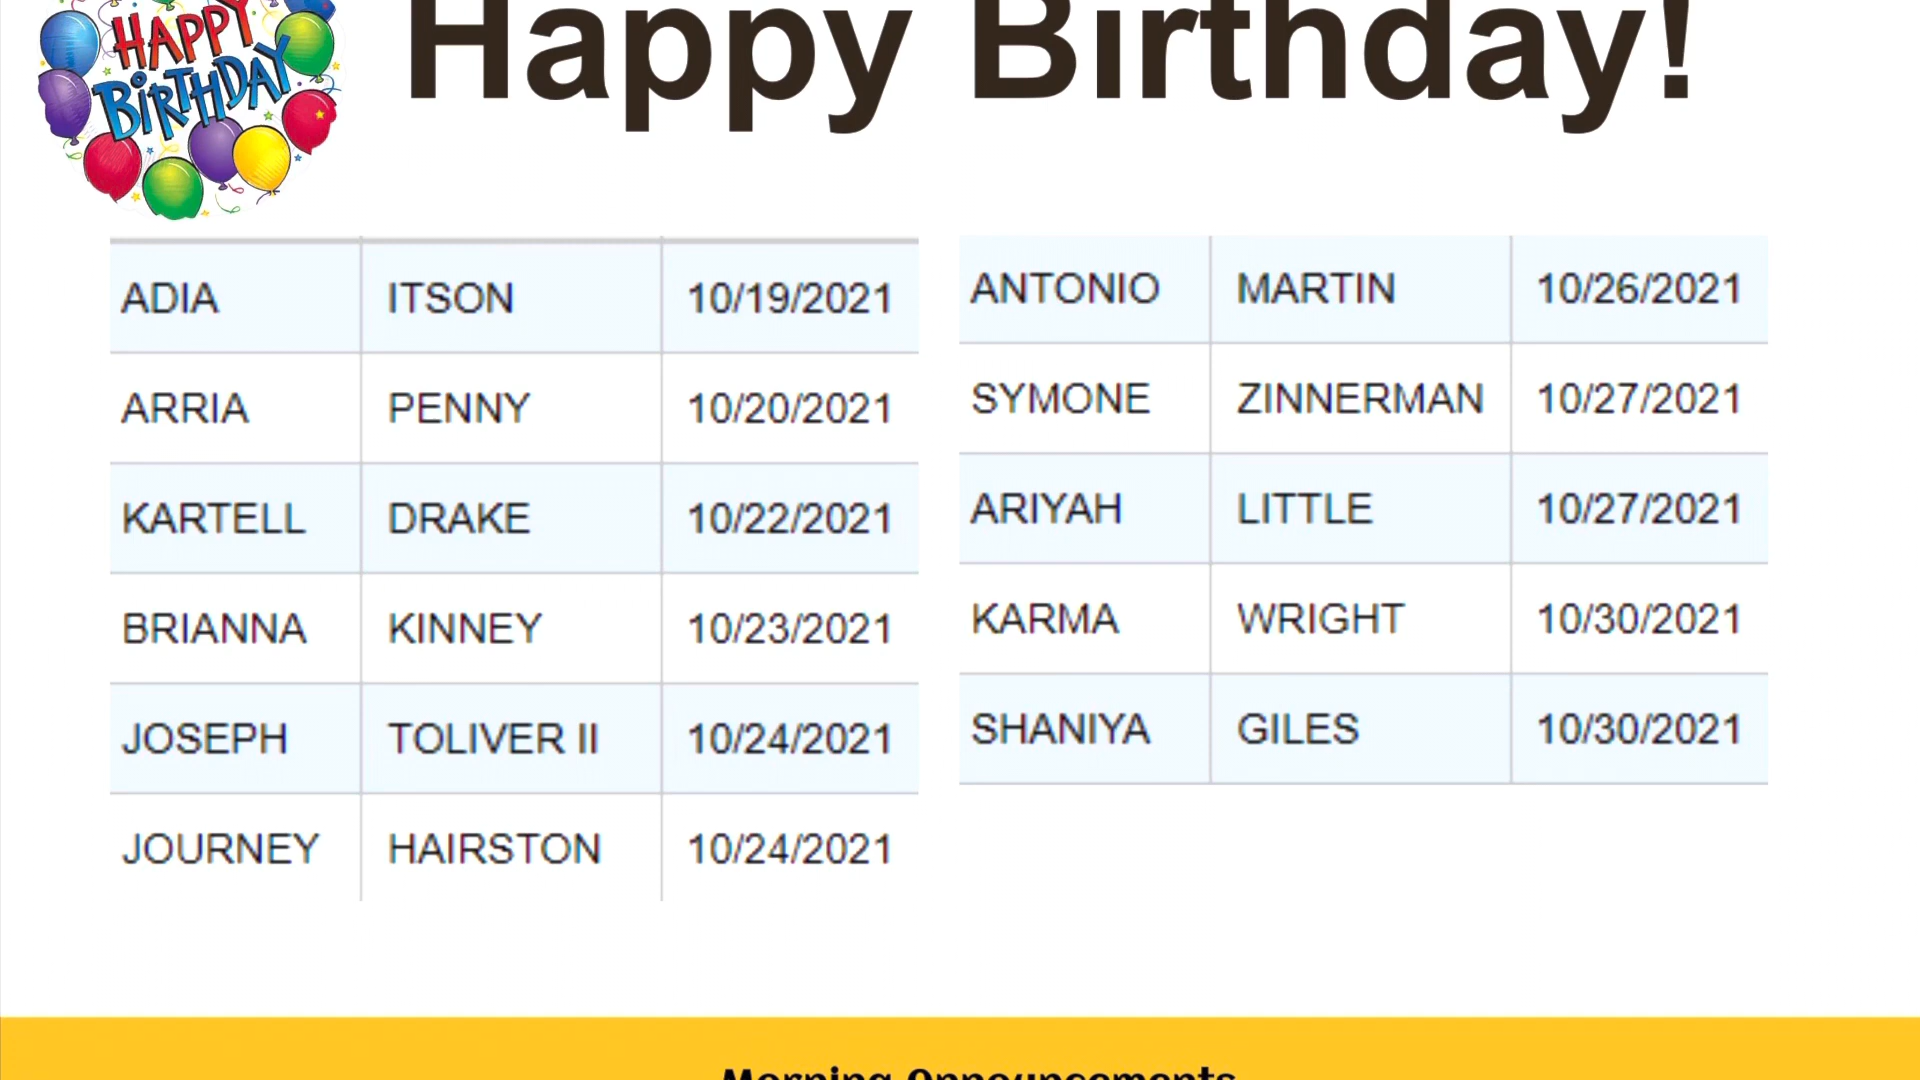 HAPPY
BIRTHDAY
Happy Birthday!
ADIA ITSON 10/19/2021
ARRIA PENNY 10/20/2021
KARTELL DRAKE 10/22/2021
BRIANNA KINNEY 10/23/2021
JOSEPH TOLIVER II 10/24/2021
JOURNEY HAIRSTON 10/24/2021
ANTONIO MARTIN 10/26/2021
SYMONE ZINNERMAN 10/27/2021
ARIYAH LITTLE 10/27/2021
KARMA WRIGHT 10/30/2021
SHANIYA GILES 10/30/2021
Morning Announcements